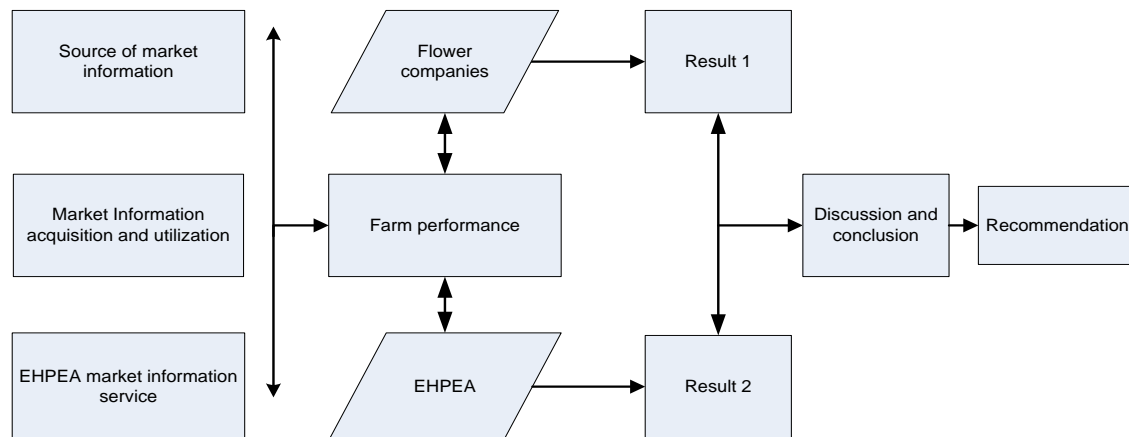 Source of market
information
Flower
companies
Result 1
Market Information
acquisition and utilization
Farm performance
Discussion and
conclusion
Recommendation
EHPEA market information
service
EHPEA
Result 2